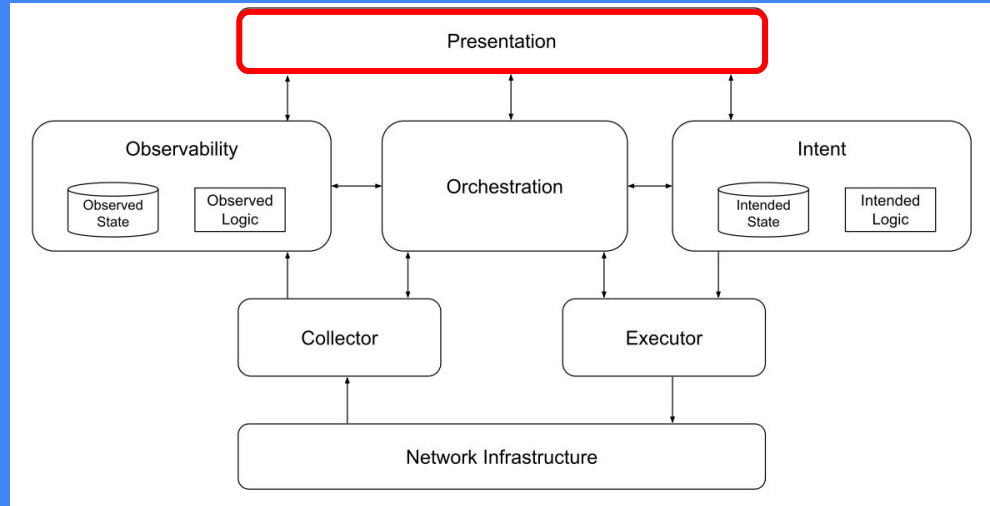 Presentation
Observability
Observed
State
Observed
Logic
Orchestration
Intent
Intended
State
Intended
Logic
Collector
Executor
Network Infrastructure